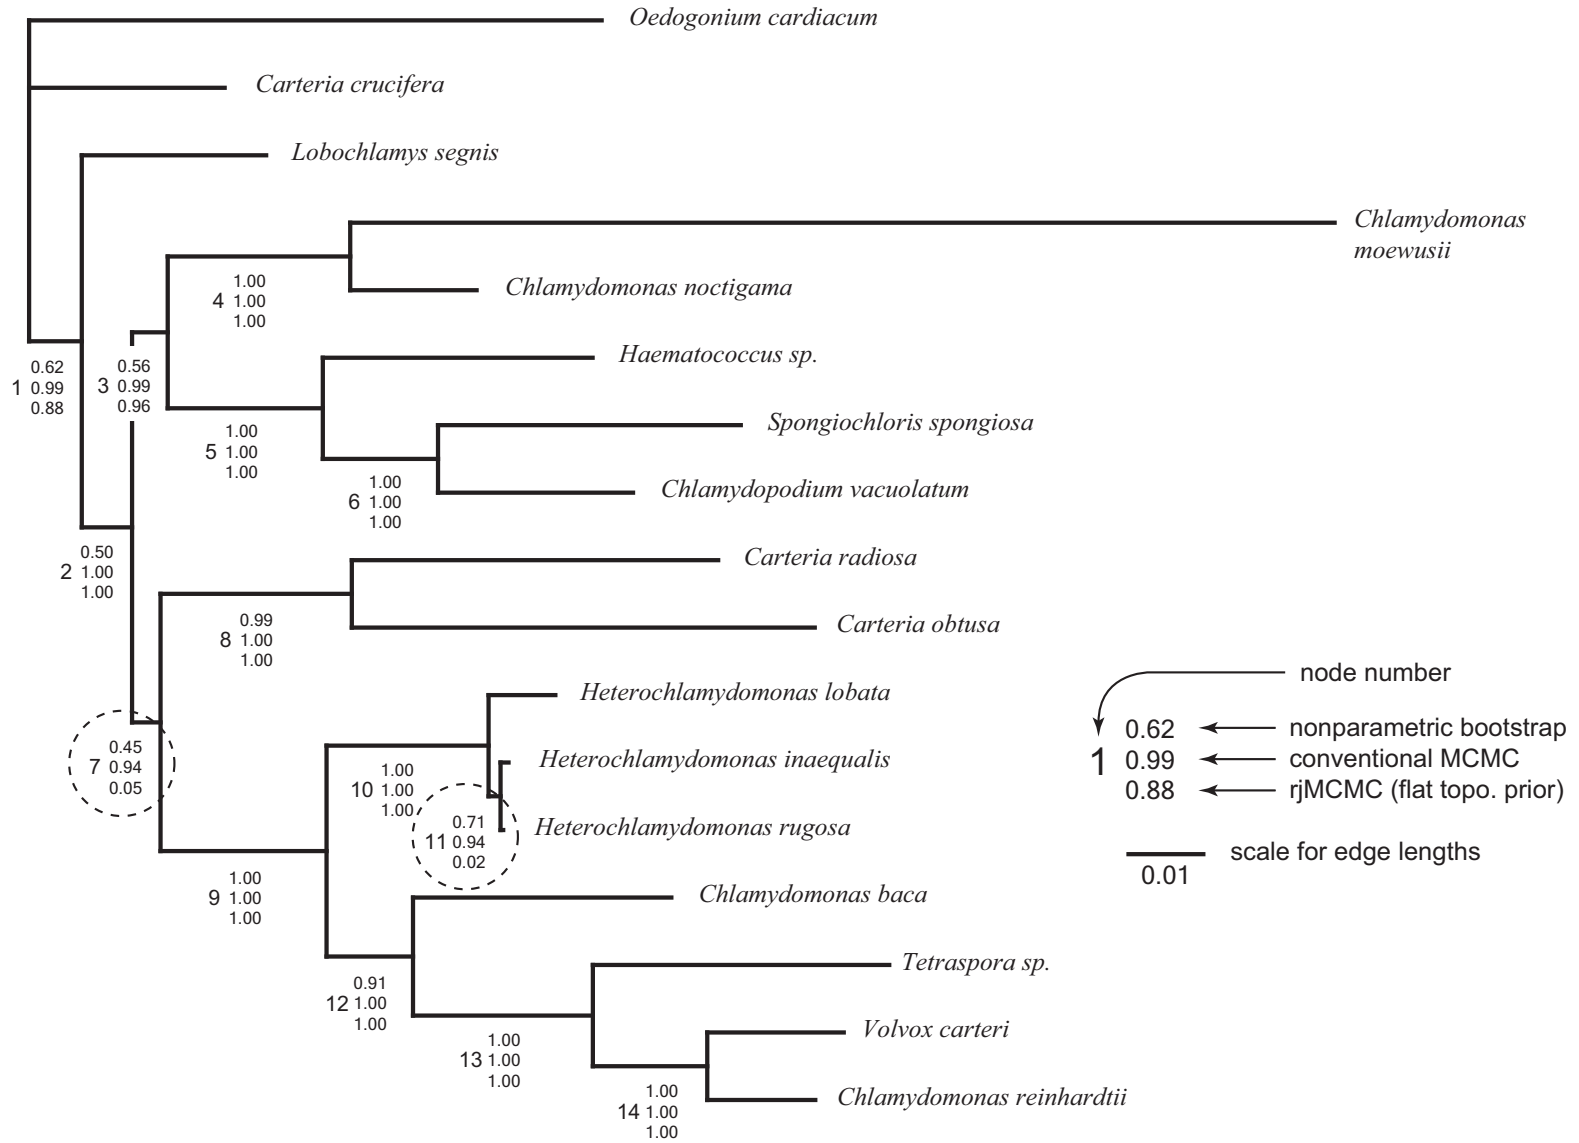 Oedogonium cardiacum
Carteria crucifera
Lobochlamys segnis
Chlamydomonas
moewusii
1.00
4 1.00
1.00
Chlamydomonas noctigama
0.62
1 0.99
0.88
0.56
3 0.99
0.96
Haematococcus sp.
1.00
5 1.00
1.00
Spongiochloris spongiosa
1.00
6 1.00
1.00
Chlamydopodium vacuolatum
0.50
2 1.00
1.00
Carteria radiosa
0.99
8 1.00
1.00
Carteria obtusa
Heterochlamydomonas lobata
0.45
7 0.94
0.05
1.00
10 1.00
1.00
Heterochlamydomonas inaequalis
0.71
11 0.94
0.02
Heterochlamydomonas rugosa
1.00
9 1.00
1.00
Chlamydomonas baca
0.91
12 1.00
1.00
Tetraspora sp.
1.00
13 1.00
1.00
Volvox carteri
1.00
14 1.00
1.00
Chlamydomonas reinhardtii
node number
0.62 nonparametric bootstrap
1 0.99 conventional MCMC
0.88 rjMCMC (flat topo. prior)
scale for edge lengths
0.01